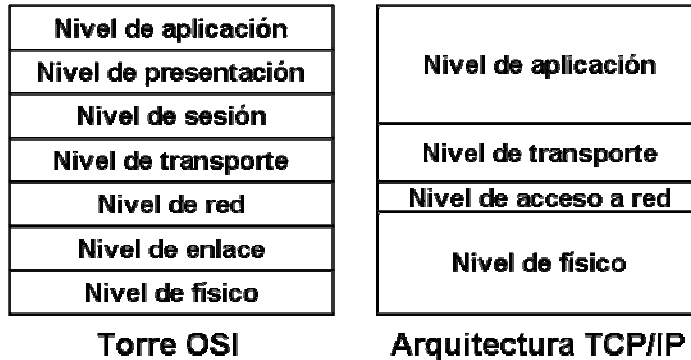 Nivel de aplicación
Nivel de presentación
Nivel de sesión
Nivel de transporte
Nivel de red
Nivel de enlace
Nivel de físico
Torre OSI
Nivel de aplicación
Nivel de transporte
Nivel de acceso a red
Nivel de físico
Arquitectura TCP/IP